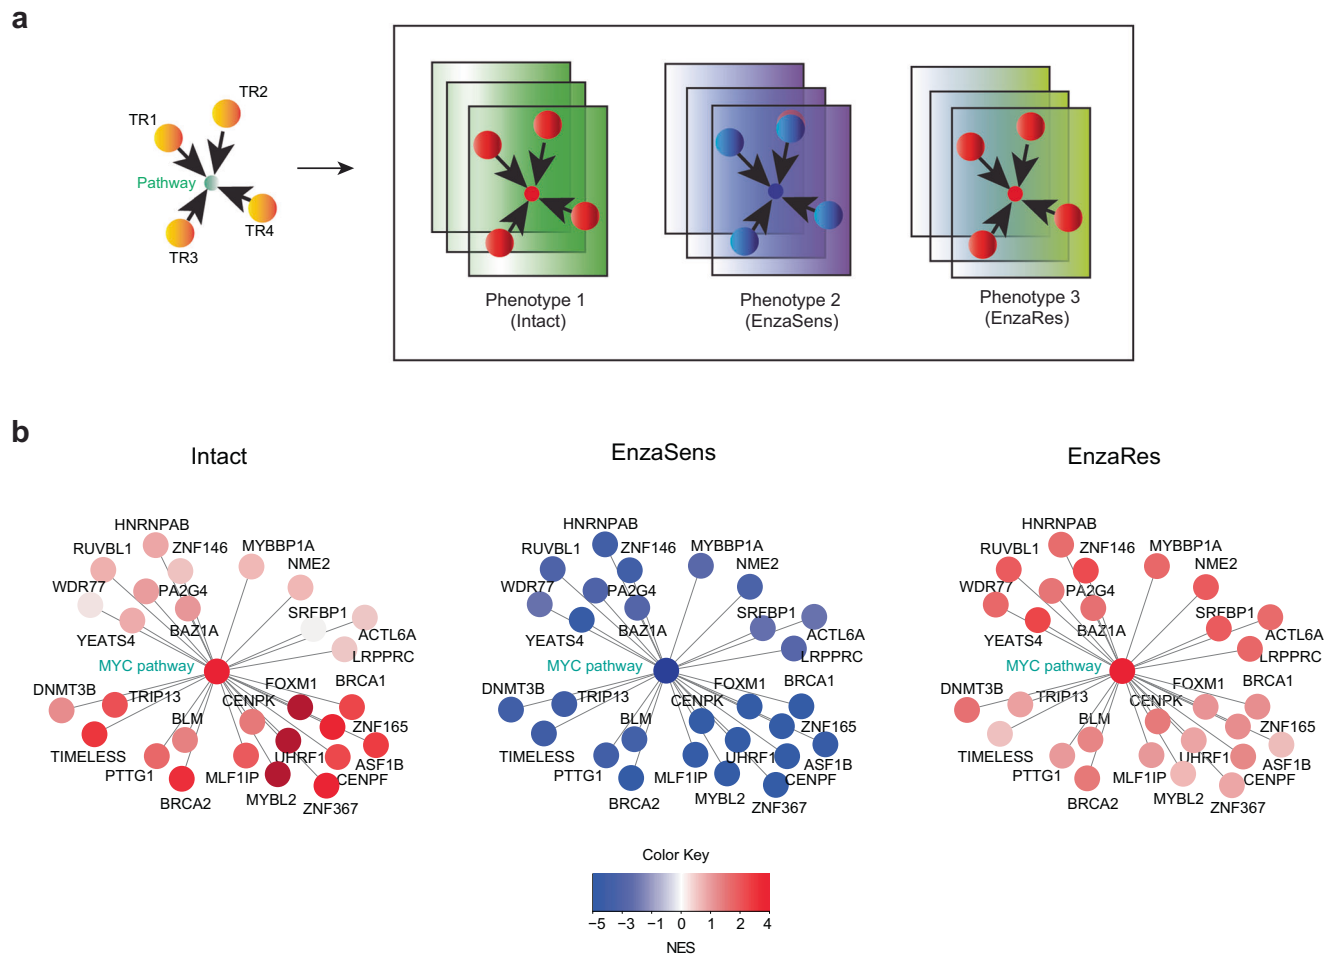 a
TR1
TR2
Pathway
TR4
TR3
Phenotype 1
(Intact)
Phenotype 2
(EnzaSens)
Phenotype 3
(EnzaRes)
b
Intact
HNRNPAB
RUVBL1
ZNF146
MYBBP1A
NME2
WDR77
PA2G4
SRFBP1
YEATS4
BAZ1A
ACTL6A
LRPPRC
MYC pathway
DNMT3B
TRIP13
CENPK
FOXM1
BRCA1
BLM
ZNF165
TIMELESS
UHRF1
ASF1B
PTTG1
MLF1IP
CENPF
BRCA2
MYBL2
ZNF367
EnzaSens
HNRNPAB
RUVBL1
ZNF146
MYBBP1A
NME2
WDR77
PA2G4
SRFBP1
YEATS4
BAZ1A
ACTL6A
LRPPRC
MYC pathway
DNMT3B
TRIP13
CENPK
FOXM1
BRCA1
BLM
ZNF165
TIMELESS
UHRF1
ASF1B
PTTG1
MLF1IP
CENPF
BRCA2
MYBL2
ZNF367
EnzaRes
HNRNPAB
RUVBL1
ZNF146
MYBBP1A
NME2
WDR77
PA2G4
SRFBP1
YEATS4
BAZ1A
ACTL6A
LRPPRC
MYC pathway
DNMT3B
TRIP13
CENPK
FOXM1
BRCA1
BLM
ZNF165
TIMELESS
UHRF1
ASF1B
PTTG1
MLF1IP
CENPF
BRCA2
MYBL2
ZNF367
Color Key
−5 −3 −1 0 1 2 4
NES